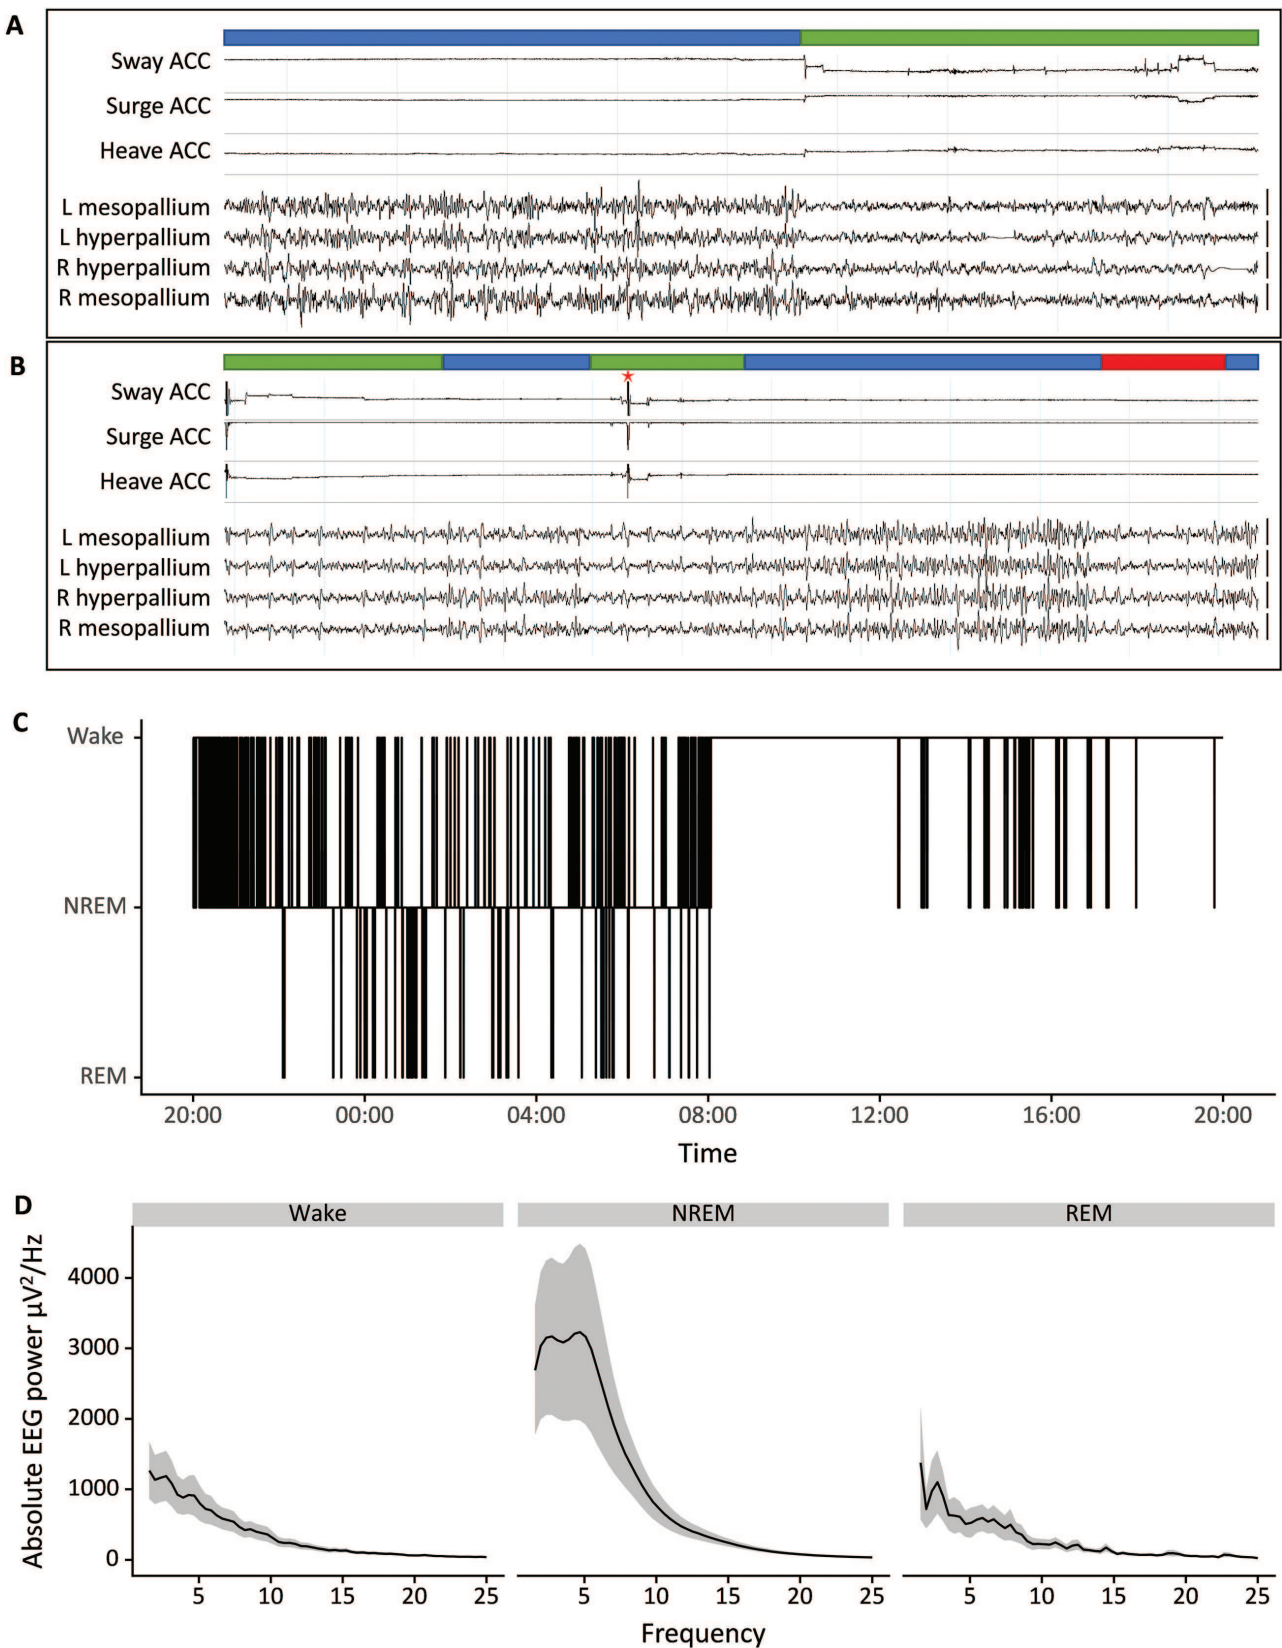 A
Sway ACC
Surge ACC
Heave ACC
L mesopallium
L hyperpallium
R hyperpallium
R mesopallium
B
Sway ACC
Surge ACC
Heave ACC
L mesopallium
L hyperpallium
R hyperpallium
R mesopallium
C
Wake
NREM
REM
20:00 00:00 04:00 08:00 12:00 16:00 20:00
Time
D
Wake NREM REM
Absolute EEG power µV²/Hz
4000
3000
2000
1000
0
5 10 15 20 25 5 10 15 20 25 5 10 15 20 25
Frequency